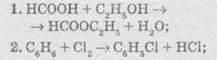 1. HCOOH + C₂H₅OH →
→ HCOOC₂H₅ + H₂O;
2. C₆H₆ + Cl₂ → C₆H₅Cl + HCl;